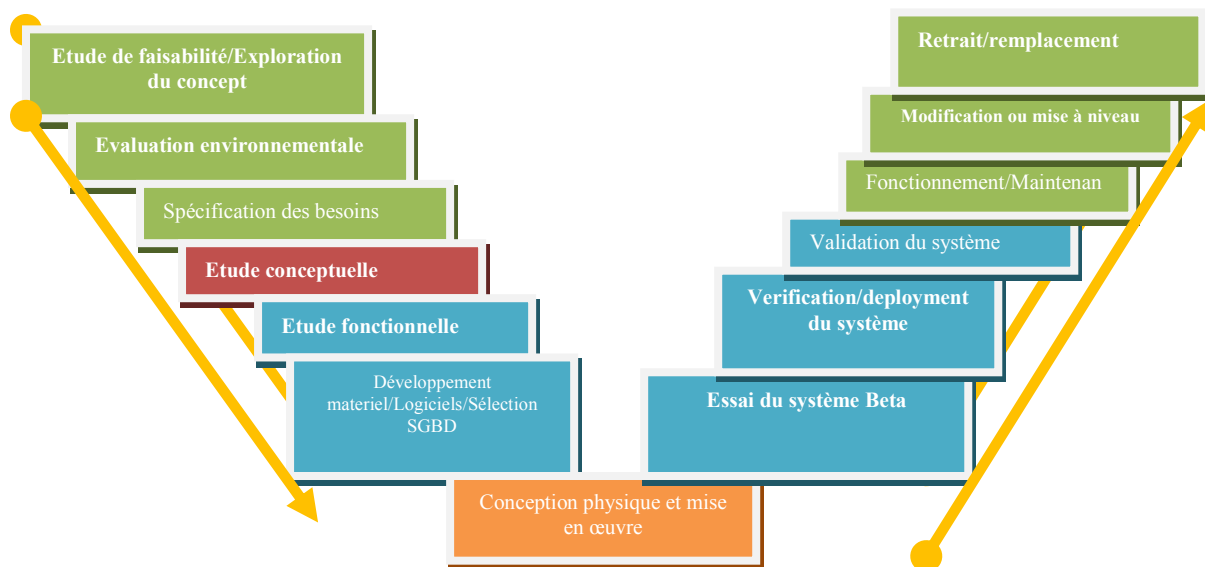 Etude de faisabilité/Exploration
du concept
Evaluation environnementale
Spécification des besoins
Etude conceptuelle
Etude fonctionnelle
Développement
materiel/Logiciels/Sélection
SGBD
Conception physique et mise
en œuvre
Essai du système Beta
Verification/deployment
du système
Validation du système
Fonctionnement/Maintenan
Modification ou mise à niveau
Retrait/remplacement